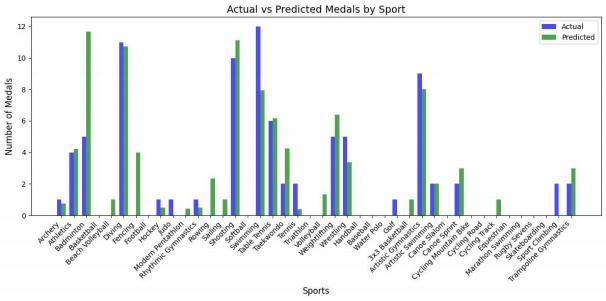 Actual vs Predicted Medals by Sport
Actual
Predicted
Number of Medals
12
10
8
6
4
2
0
Archery
Athletics
Badminton
Basketball
Beach Volleyball
Diving
Fencing
Football
Hockey
Judo
Modern Pentathlon
Rhythmic Gymnastics
Rowing
Sailing
Shooting
Softball
Swimming
Table Tennis
Taekwondo
Tennis
Triathlon
Volleyball
Weightlifting
Wrestling
Handball
Baseball
Water Polo
Golf
3x3 Basketball
Artistic Gymnastics
Artistic Swimming
Canoe Slalom
Canoe Sprint
Cycling Mountain Bike
Cycling Road
Cycling Track
Equestrian
Marathon Swimming
Rugby Sevens
Skateboarding
Sport Climbing
Trampoline Gymnastics
Sports